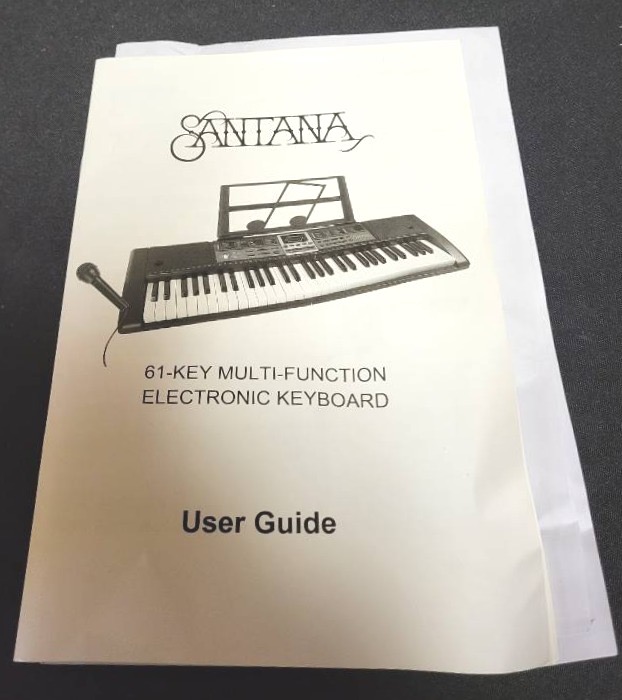 SANTANA
61-KEY MULTI-FUNCTION
ELECTRONIC KEYBOARD
User Guide